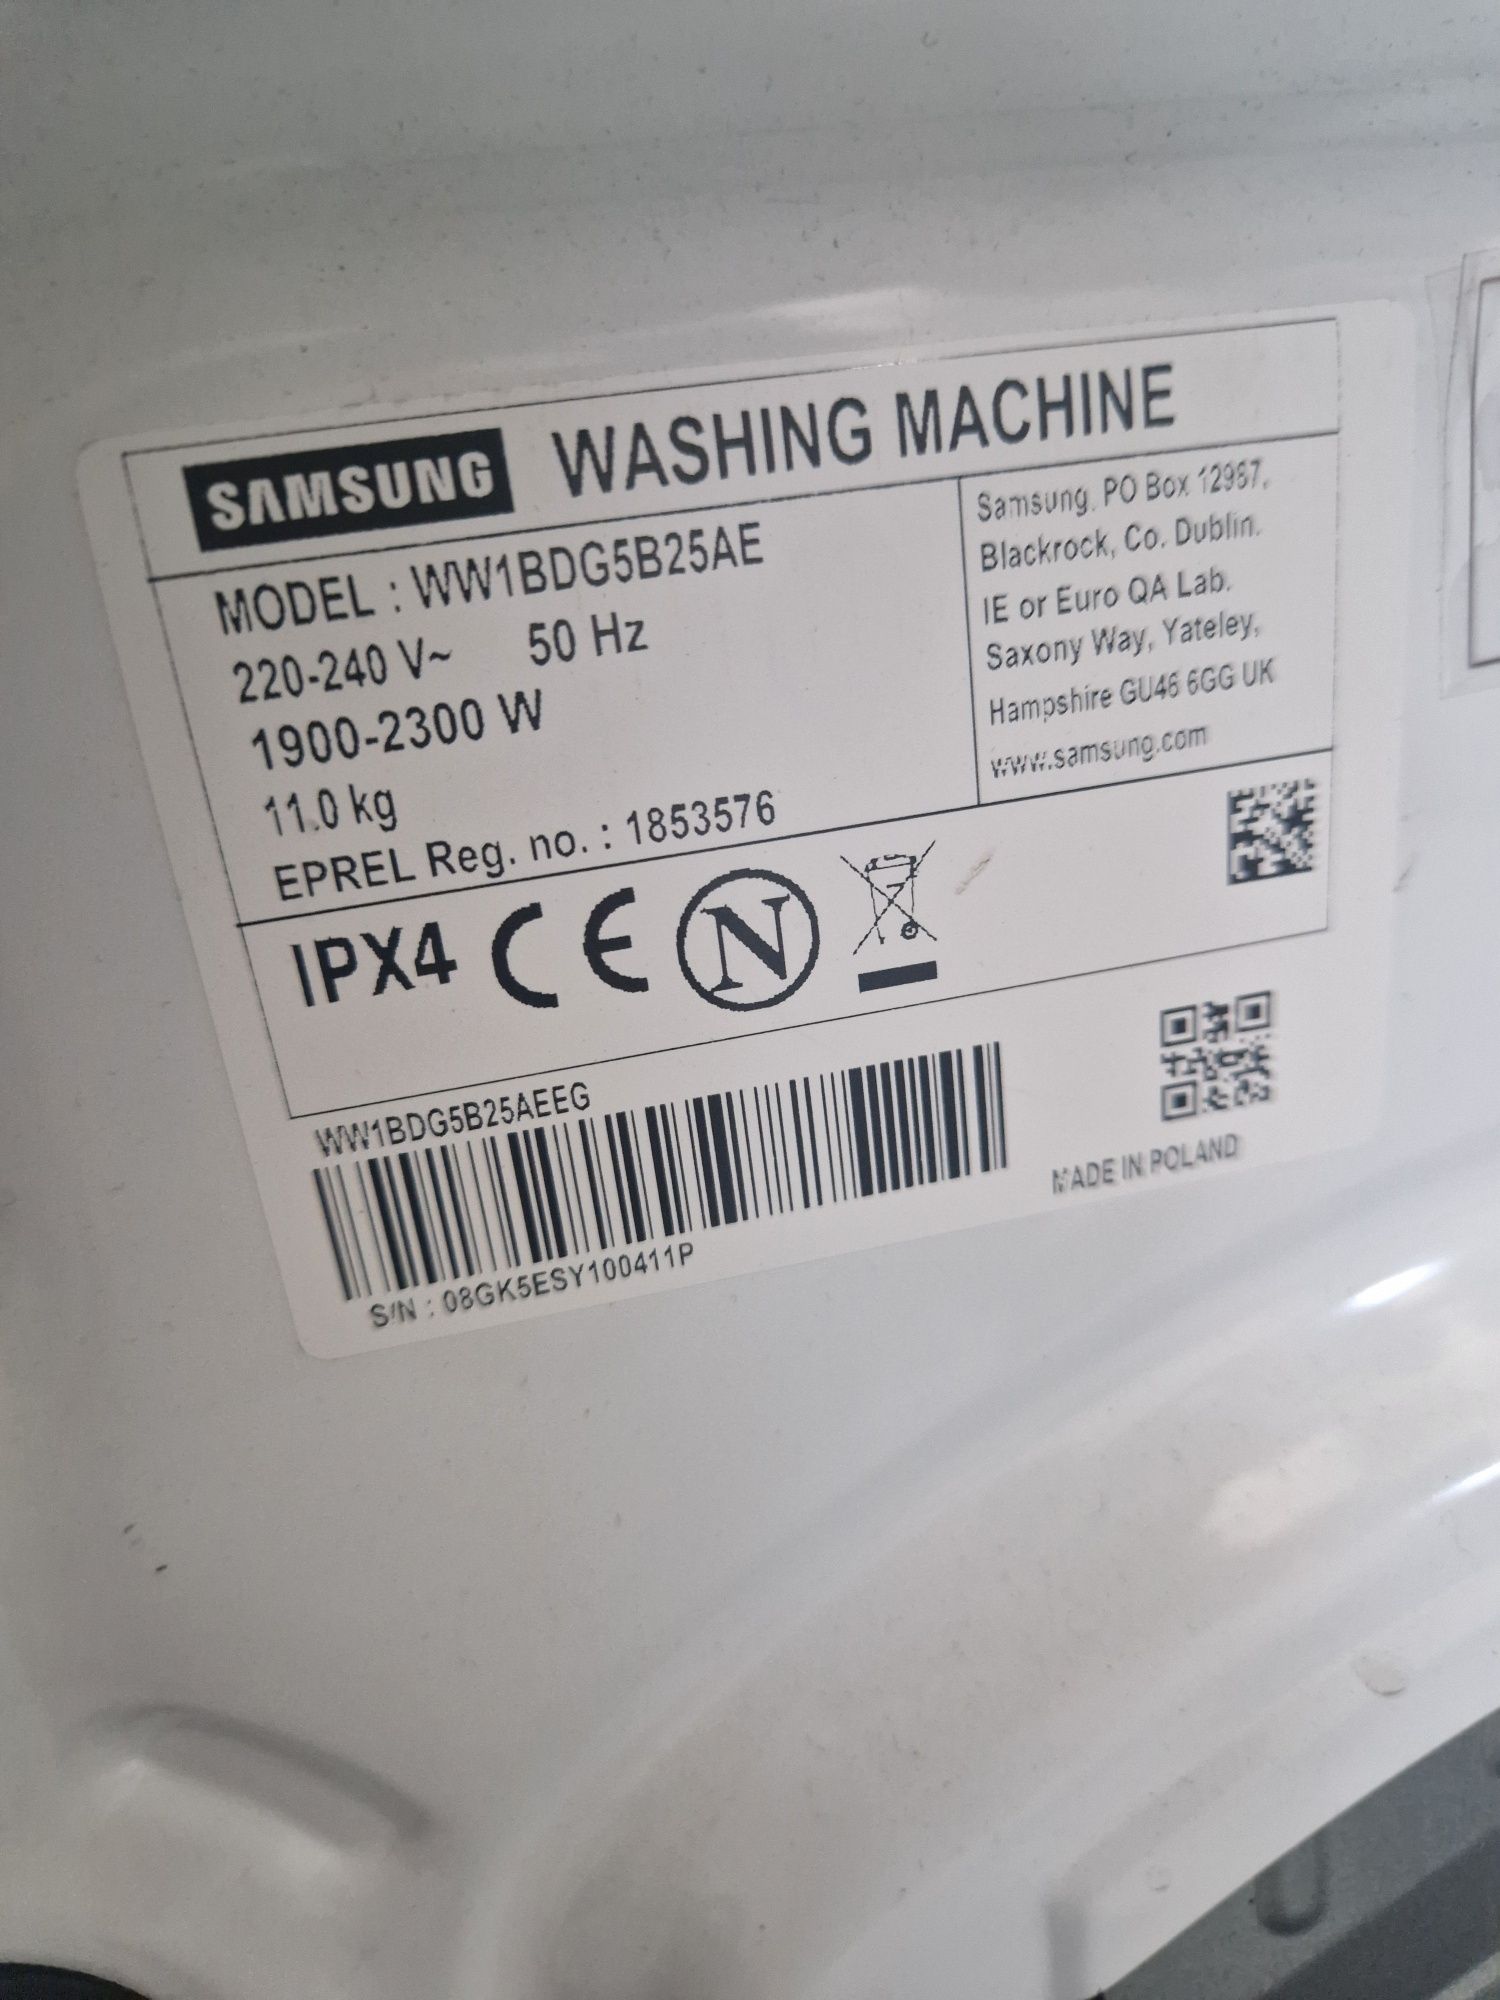 SAMSUNG WASHING MACHINE
MODEL : WW1BDG5B25AE
220-240 V~ 50 Hz
1900-2300 W
11.0 kg
EPREL Reg. no. : 1853576
Samsung, PO Box 12987,
Blackrock, Co. Dublin.
IE or Euro QA Lab.
Saxony Way, Yateley,
Hampshire GU46 6GG UK
www.samsung.com
IPX4 CE N
WW1BDG5B25AEEG
S/N : 08GK5ESY100411P
MADE IN POLAND